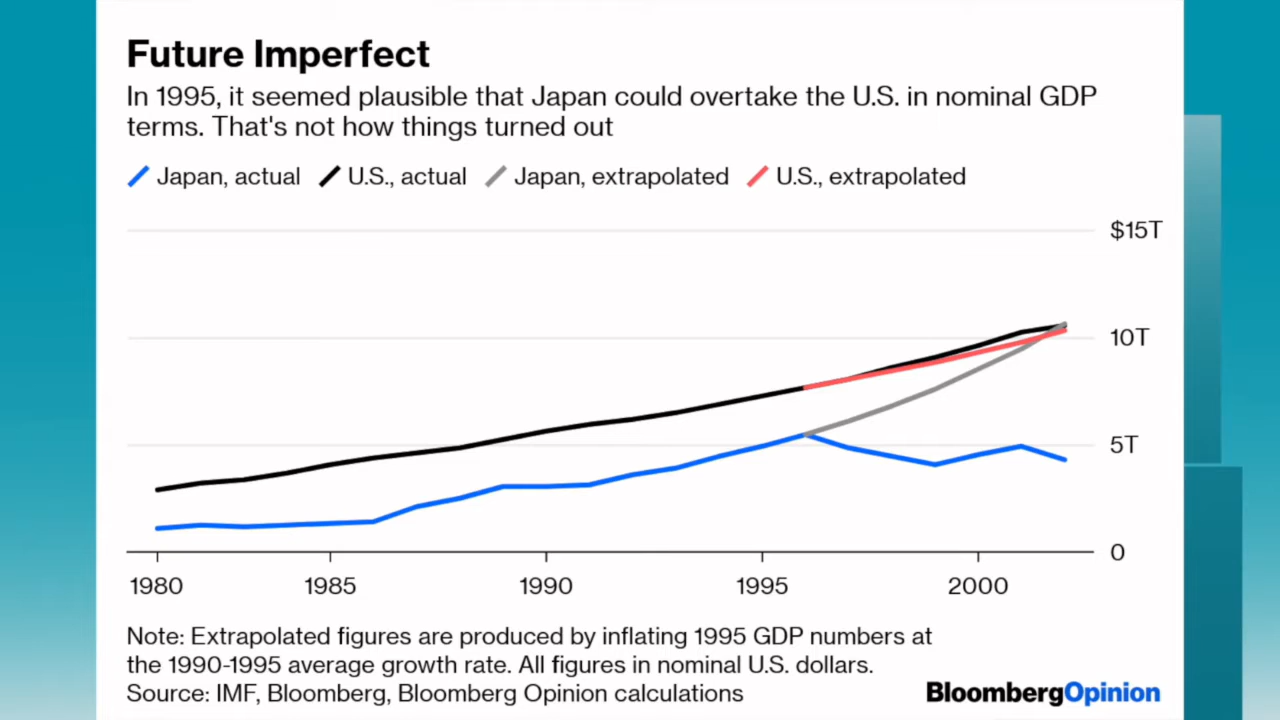 Future Imperfect
In 1995, it seemed plausible that Japan could overtake the U.S. in nominal GDP
terms. That's not how things turned out
Japan, actual U.S., actual Japan, extrapolated U.S., extrapolated
$15T
10T
5T
0
1980 1985 1990 1995 2000
Note: Extrapolated figures are produced by inflating 1995 GDP numbers at
the 1990-1995 average growth rate. All figures in nominal U.S. dollars.
Source: IMF, Bloomberg, Bloomberg Opinion calculations
BloombergOpinion